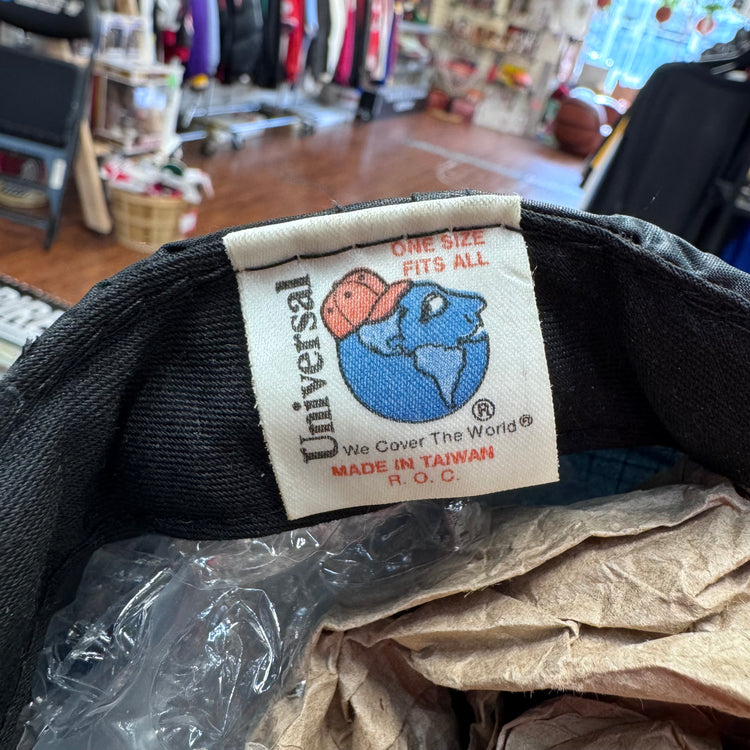 ONE SIZE
FITS ALL
Universal
®
We Cover The World®
MADE IN TAIWAN
R. O. C.